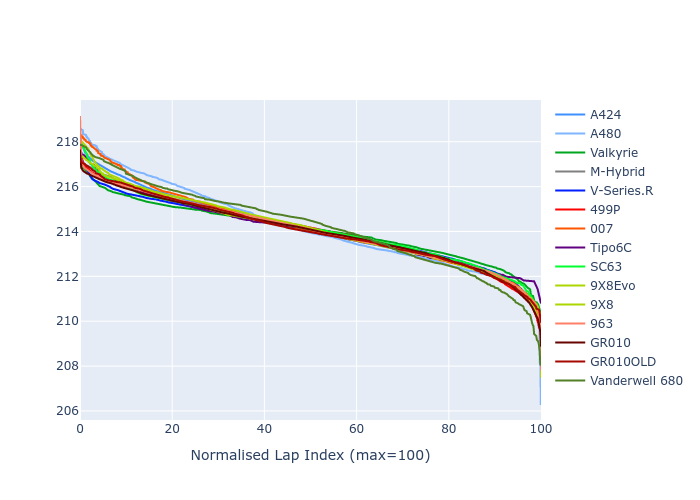 218
216
214
212
210
208
206
0
20
40
60
80
100
Normalised Lap Index (max=100)
A424
A480
Valkyrie
M-Hybrid
V-Series.R
499P
007
Tipo6C
SC63
9X8Evo
9X8
963
GR010
GR010OLD
Vanderwell 680